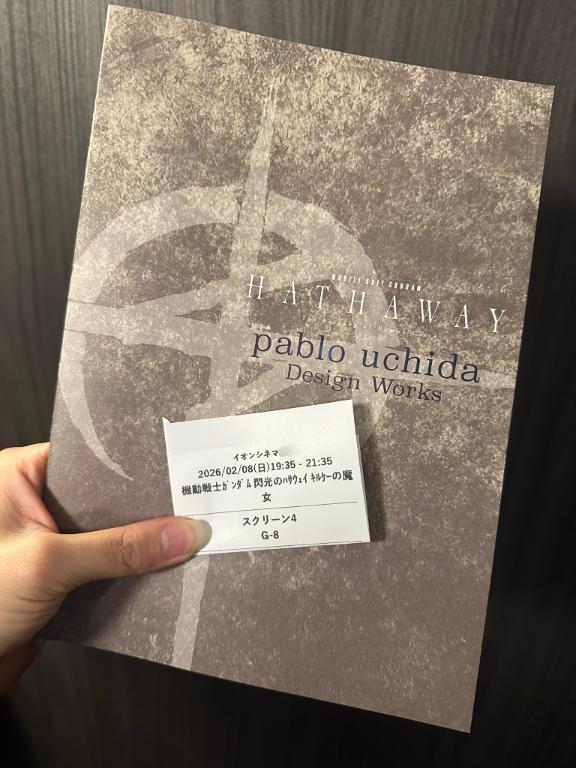 MOBILE SUIT GUNDAM
HATHAWAY
pablo uchida
Design Works
イオンシネマ
2026/02/08(日)19:35 - 21:35
機動戦士ｶﾞﾝﾀﾞﾑ 閃光のﾊｻｳｪｲ ｷﾙｹｰの魔
女
スクリーン4
G-8